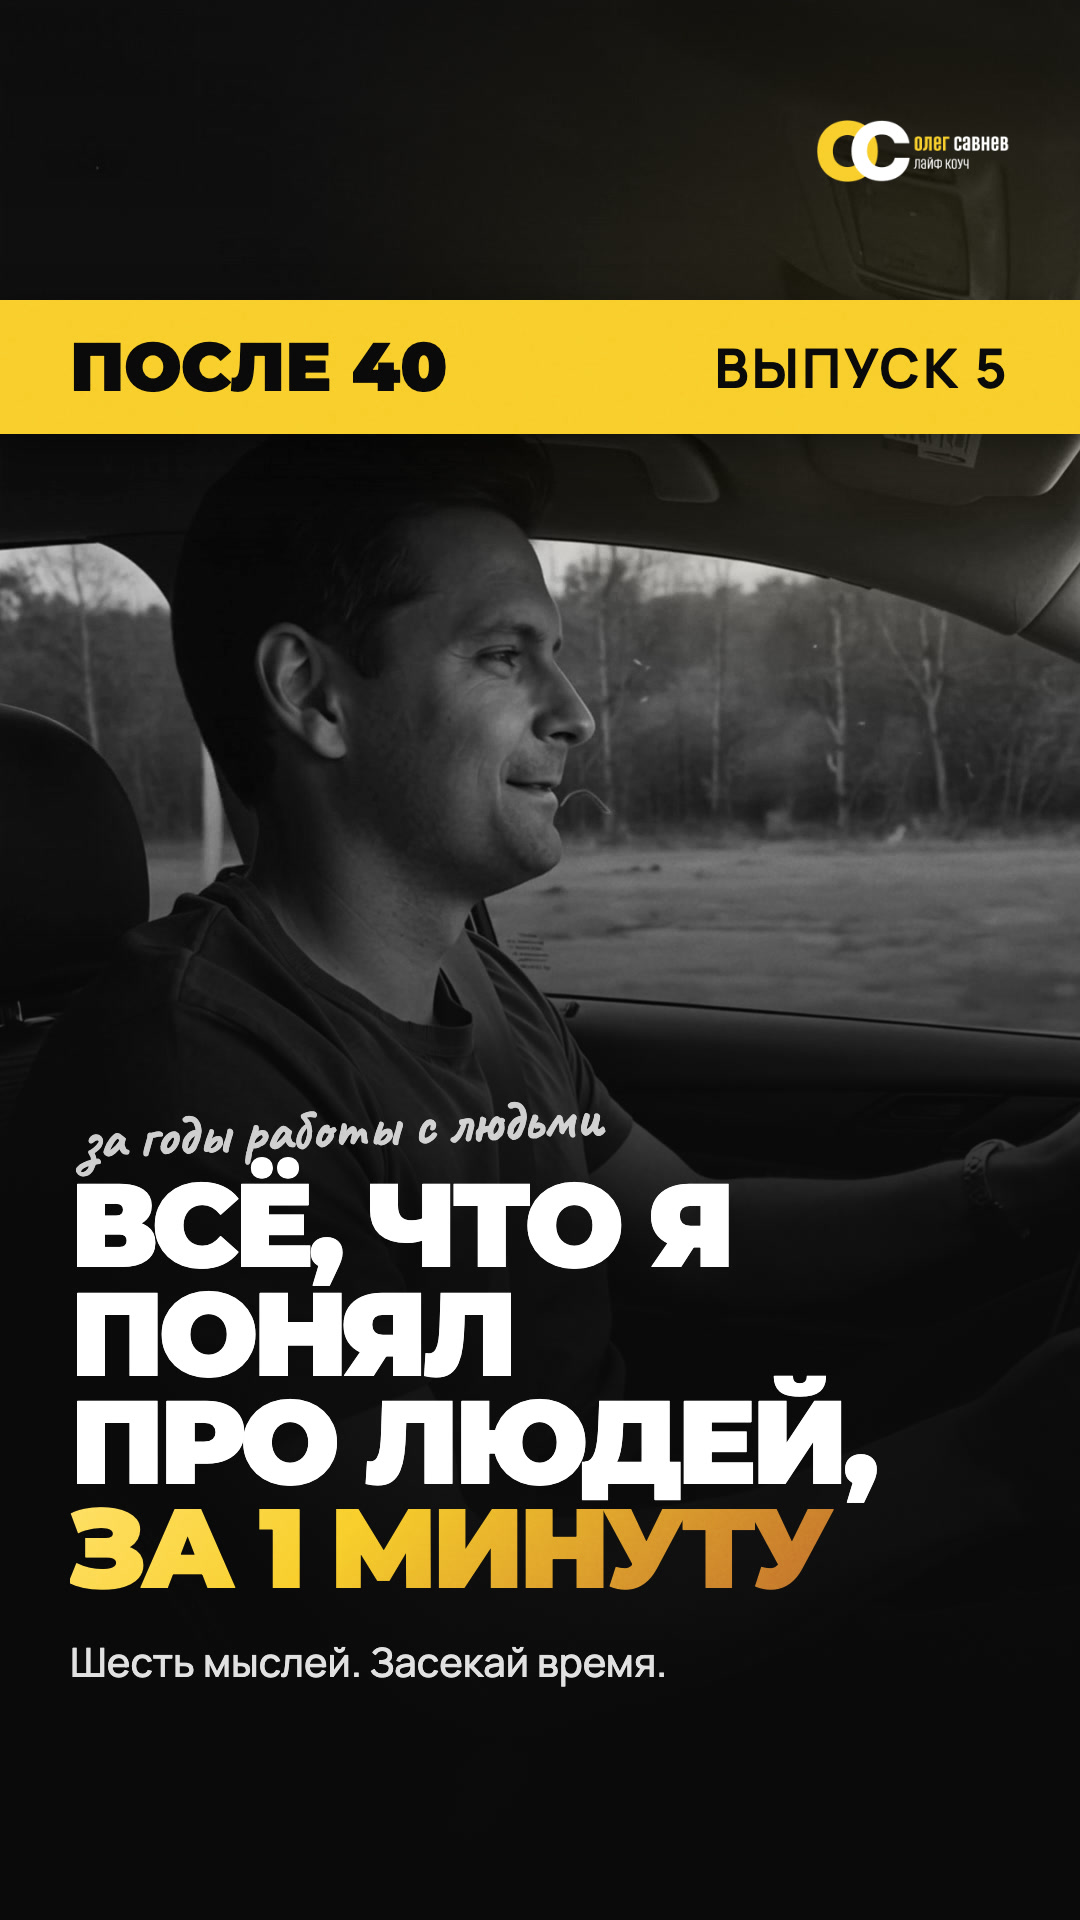 ОЛЕГ САВНЕВ
ЛАЙФ КОУЧ
ПОСЛЕ 40
ВЫПУСК 5
за годы работы с людьми
ВСЁ, ЧТО Я
ПОНЯЛ
ПРО ЛЮДЕЙ,
ЗА 1 МИНУТУ
Шесть мыслей. Засекай время.